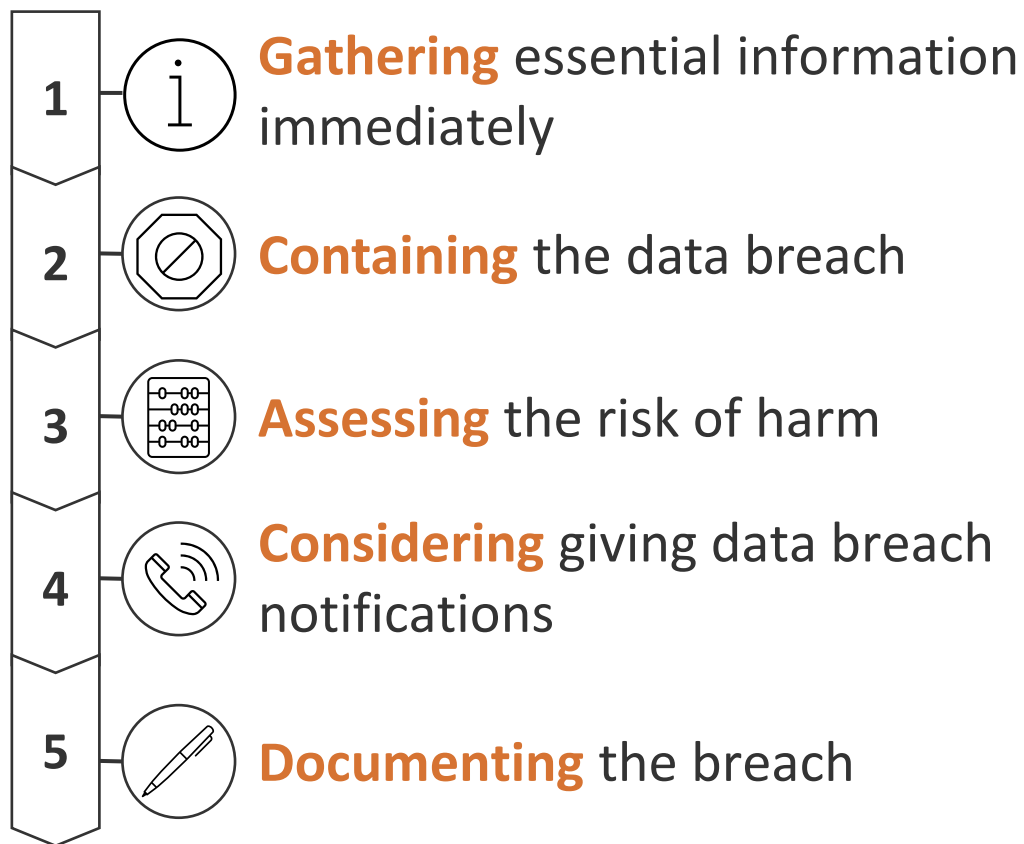 1
Gathering essential information
immediately
2
Containing the data breach
3
Assessing the risk of harm
4
Considering giving data breach
notifications
5
Documenting the breach